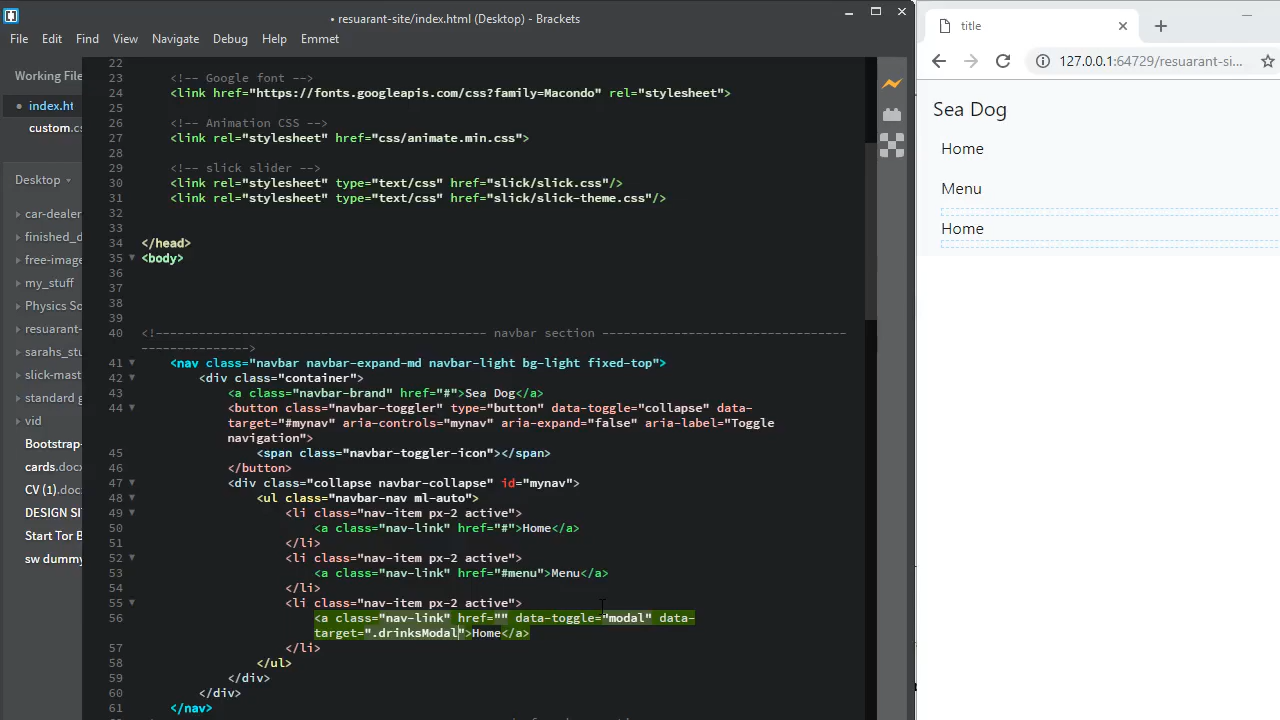 • resuarant-site/index.html (Desktop) - Brackets
File Edit Find View Navigate Debug Help Emmet
Working File
• index.ht
custom.cs
Desktop
car-dealer
finished_d
free-image
my_stuff
Physics So
resuarant-
sarahs_stu
slick-mast
standard g
vid
Bootstrap-
cards.docx
CV (1).doc
DESIGN SI
Start Tor B
sw dummy
22
23 <!-- Google font -->
24 <link href="https://fonts.googleapis.com/css?family=Macondo" rel="stylesheet">
25
26 <!-- Animation CSS -->
27 <link rel="stylesheet" href="css/animate.min.css">
28
29 <!-- slick slider -->
30 <link rel="stylesheet" type="text/css" href="slick/slick.css"/>
31 <link rel="stylesheet" type="text/css" href="slick/slick-theme.css"/>
32
33
34 </head>
35 <body>
36
37
38
39
40 <!---------------------------------------------- navbar section ----------------------------------
--------------->
41 <nav class="navbar navbar-expand-md navbar-light bg-light fixed-top">
42 <div class="container">
43 <a class="navbar-brand" href="#">Sea Dog</a>
44 <button class="navbar-toggler" type="button" data-toggle="collapse" data-
target="#mynav" aria-controls="mynav" aria-expand="false" aria-label="Toggle
navigation">
45 <span class="navbar-toggler-icon"></span>
46 </button>
47 <div class="collapse navbar-collapse" id="mynav">
48 <ul class="navbar-nav ml-auto">
49 <li class="nav-item px-2 active">
50 <a class="nav-link" href="#">Home</a>
51 </li>
52 <li class="nav-item px-2 active">
53 <a class="nav-link" href="#menu">Menu</a>
54 </li>
55 <li class="nav-item px-2 active">
56 <a class="nav-link" href="" data-toggle="modal" data-
target=".drinksModal">Home</a>
57 </li>
58 </ul>
59 </div>
60 </div>
61 </nav>
title
127.0.0.1:64729/resuarant-si...
Sea Dog
Home
Menu
Home